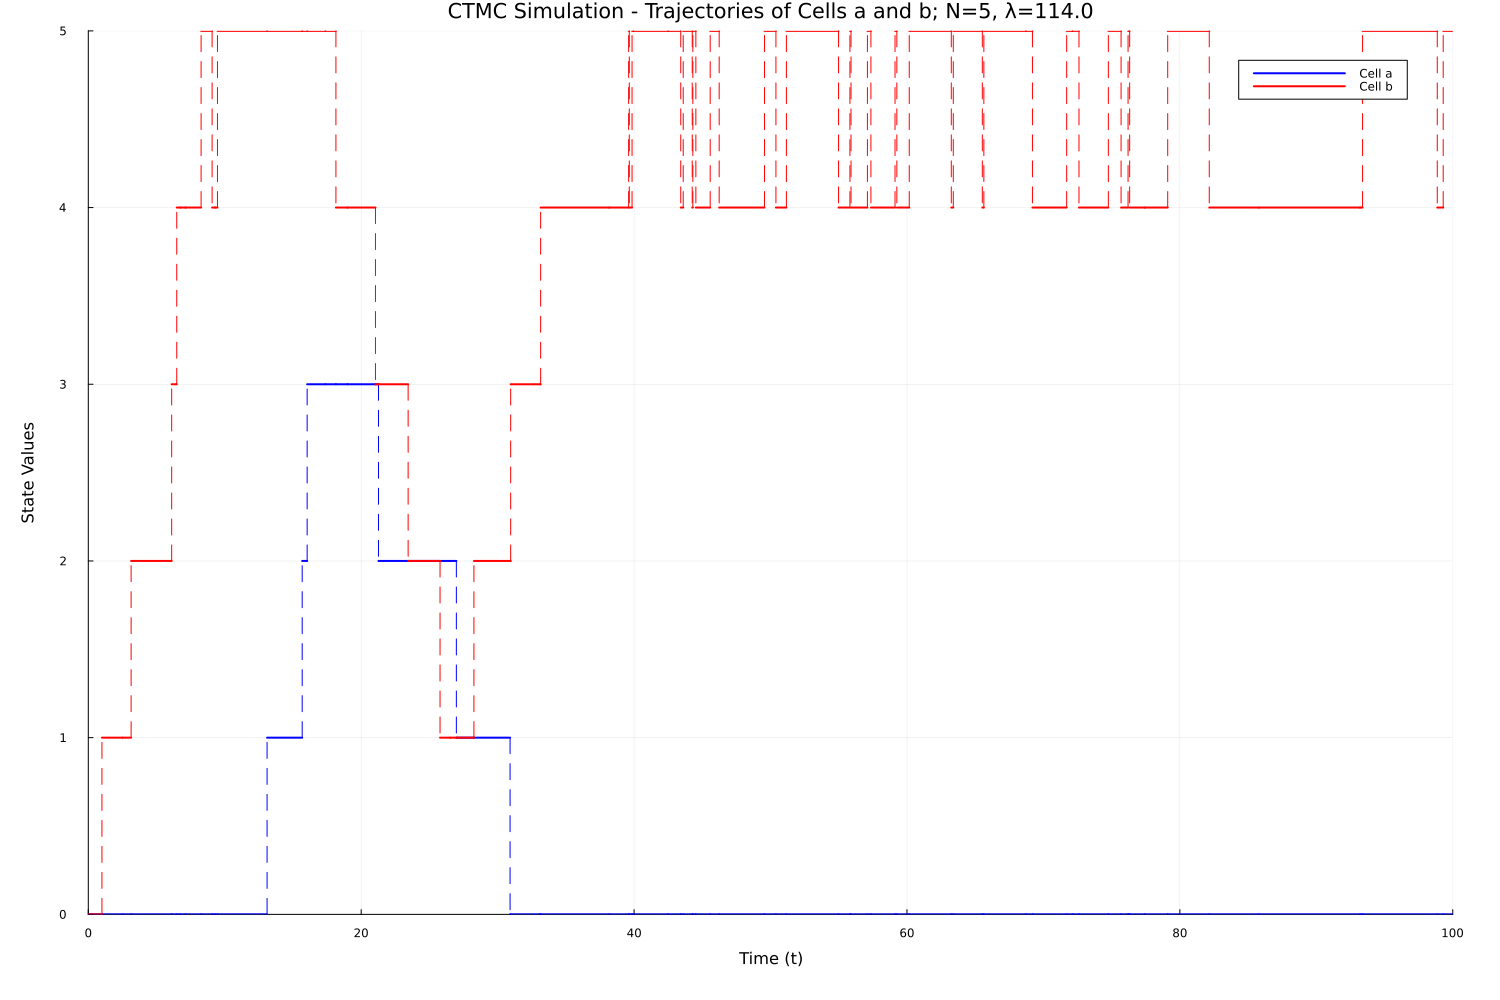 CTMC Simulation - Trajectories of Cells a and b; N=5, λ=114.0
5
Cell a
Cell b
4
3
State Values
2
1
0
0 20 40 60 80 100
Time (t)